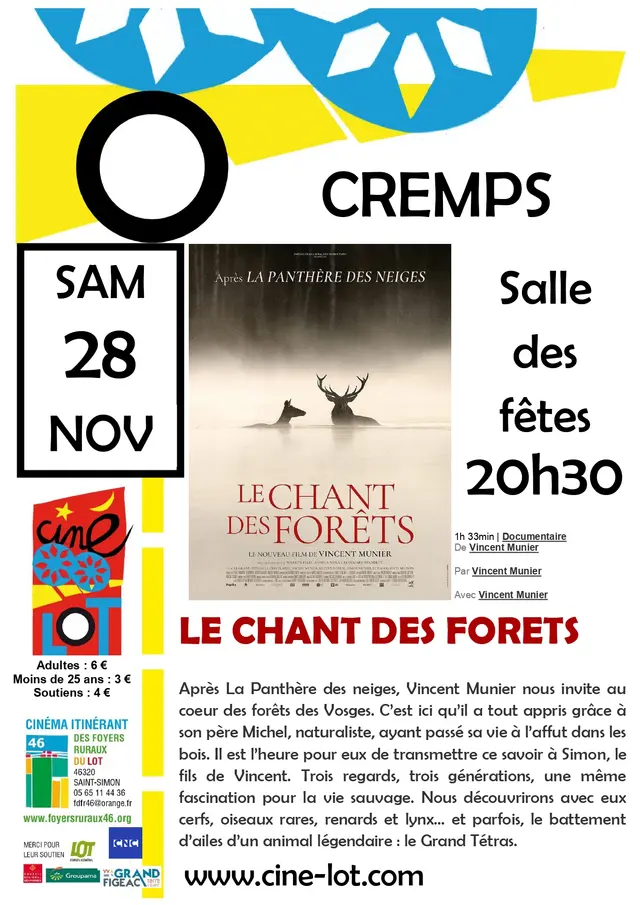 CREMPS
SAM
28
NOV
Salle
des
fêtes
20h30
Après LA PANTHÈRE DES NEIGES
LE CHANT
DES FORÊTS
LE NOUVEAU FILM DE VINCENT MUNIER
1h 33min | Documentaire
De Vincent Munier
Par Vincent Munier
Avec Vincent Munier
ciné
LOT
LE CHANT DES FORETS
Adultes : 6 €
Moins de 25 ans : 3 €
Soutiens : 4 €
Après La Panthère des neiges, Vincent Munier nous invite au
coeur des forêts des Vosges. C’est ici qu’il a tout appris grâce à
son père Michel, naturaliste, ayant passé sa vie à l’affut dans les
bois. Il est l’heure pour eux de transmettre ce savoir à Simon, le
fils de Vincent. Trois regards, trois générations, une même
fascination pour la vie sauvage. Nous découvrirons avec eux
cerfs, oiseaux rares, renards et lynx… et parfois, le battement
d’ailes d’un animal légendaire : le Grand Tétras.
CINÉMA ITINÉRANT
46
DES FOYERS
RURAUX
DU LOT
46320
SAINT-SIMON
05 65 11 44 36
fdfr46@orange.fr
www.foyersruraux46.org
MERCI POUR
LEUR SOUTIEN
LOT
CNC
Groupama
GRAND
FIGEAC
www.cine-lot.com